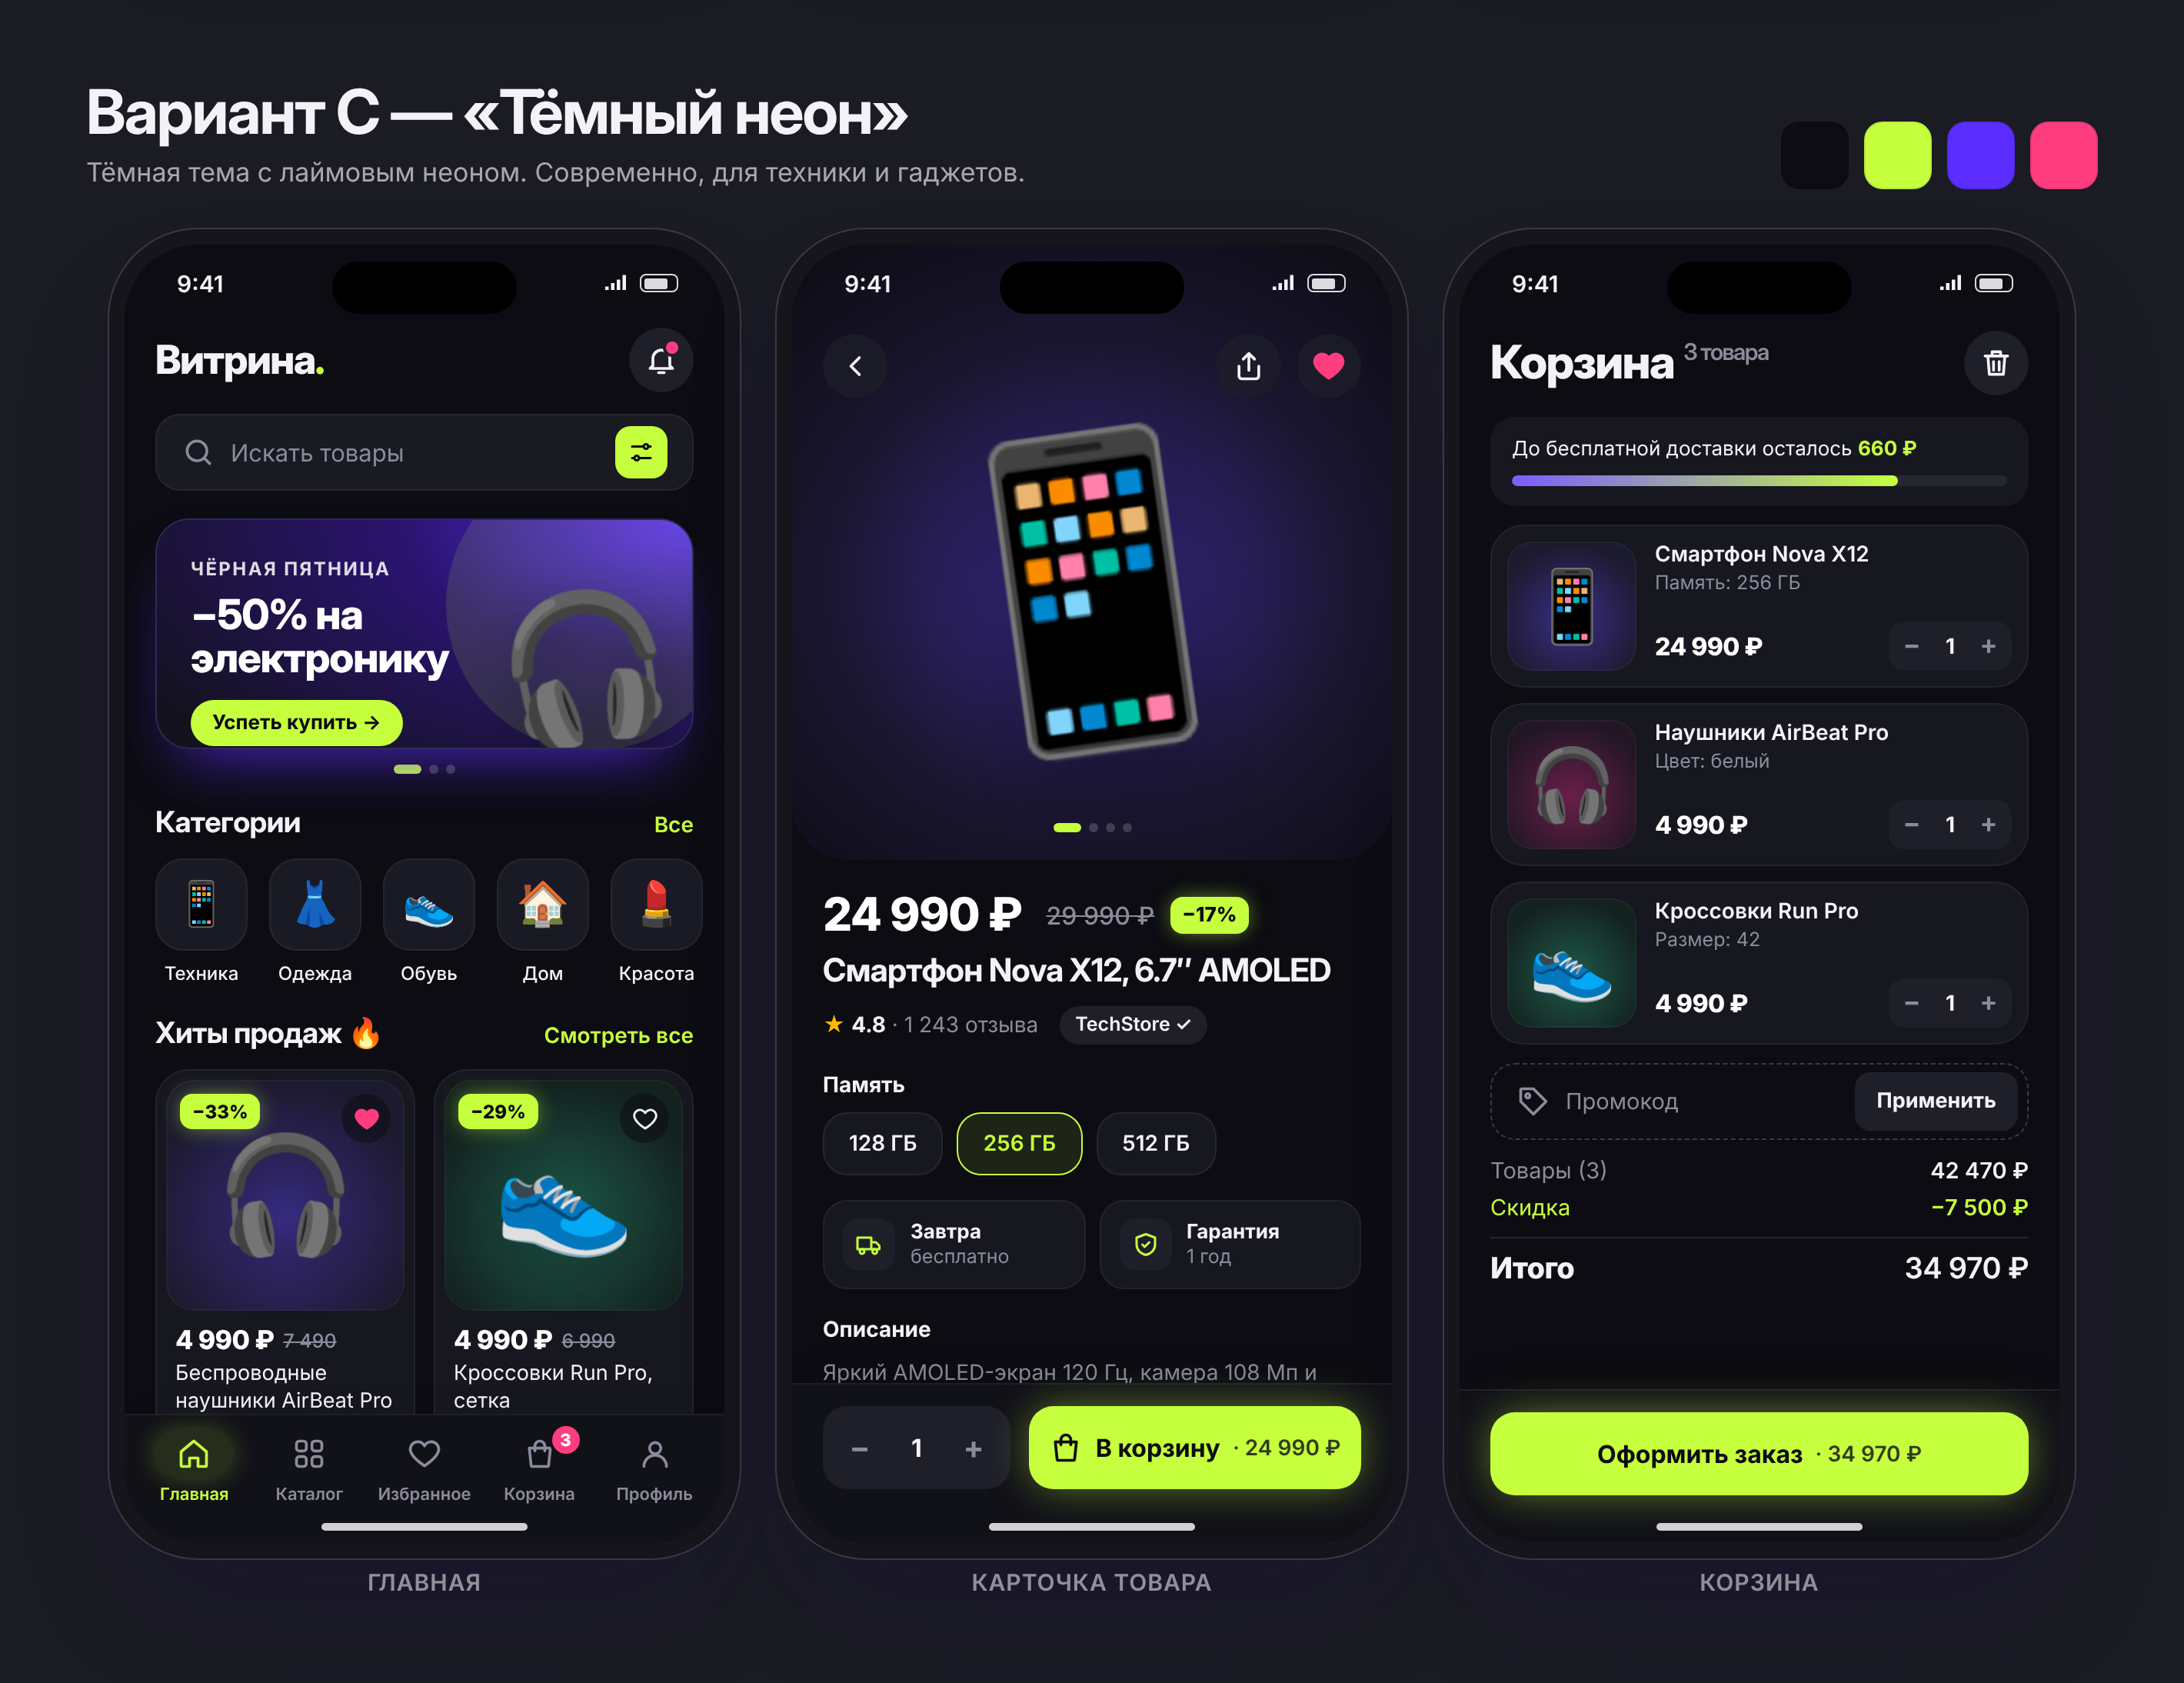 Вариант C — «Тёмный неон»
Тёмная тема с лаймовым неоном. Современно, для техники и гаджетов.
9:41
Витрина.
Искать товары
ЧЁРНАЯ ПЯТНИЦА
−50% на
электронику
Успеть купить →
Категории
Все
Техника
Одежда
Обувь
Дом
Красота
Хиты продаж 🔥
Смотреть все
−33%
−29%
4 990 ₽ 7 490
Беспроводные
наушники AirBeat Pro
4 990 ₽ 6 990
Кроссовки Run Pro,
сетка
3
Главная
Каталог
Избранное
Корзина
Профиль
ГЛАВНАЯ
9:41
24 990 ₽ 29 990 ₽ −17%
Смартфон Nova X12, 6.7″ AMOLED
★ 4.8 · 1 243 отзыва
TechStore ✓
Память
128 ГБ
256 ГБ
512 ГБ
Завтра
бесплатно
Гарантия
1 год
Описание
Яркий AMOLED-экран 120 Гц, камера 108 Мп и
− 1 +
В корзину · 24 990 ₽
КАРТОЧКА ТОВАРА
9:41
Корзина 3 товара
До бесплатной доставки осталось 660 ₽
Смартфон Nova X12
Память: 256 ГБ
24 990 ₽
− 1 +
Наушники AirBeat Pro
Цвет: белый
4 990 ₽
− 1 +
Кроссовки Run Pro
Размер: 42
4 990 ₽
− 1 +
Промокод
Применить
Товары (3) 42 470 ₽
Скидка −7 500 ₽
Итого 34 970 ₽
Оформить заказ · 34 970 ₽
КОРЗИНА